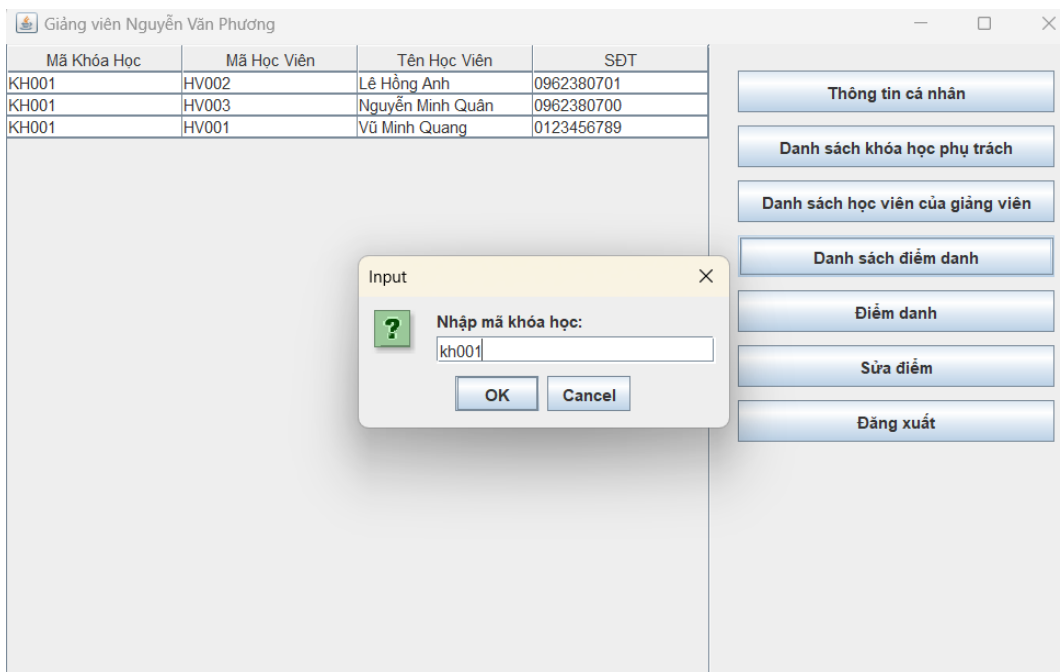 Giảng viên Nguyễn Văn Phương
Mã Khóa Học Mã Học Viên Tên Học Viên SĐT
KH001 HV002 Lê Hồng Anh 0962380701
KH001 HV003 Nguyễn Minh Quân 0962380700
KH001 HV001 Vũ Minh Quang 0123456789
Thông tin cá nhân
Danh sách khóa học phụ trách
Danh sách học viên của giảng viên
Danh sách điểm danh
Điểm danh
Sửa điểm
Đăng xuất
Input
Nhập mã khóa học:
kh001
OK Cancel